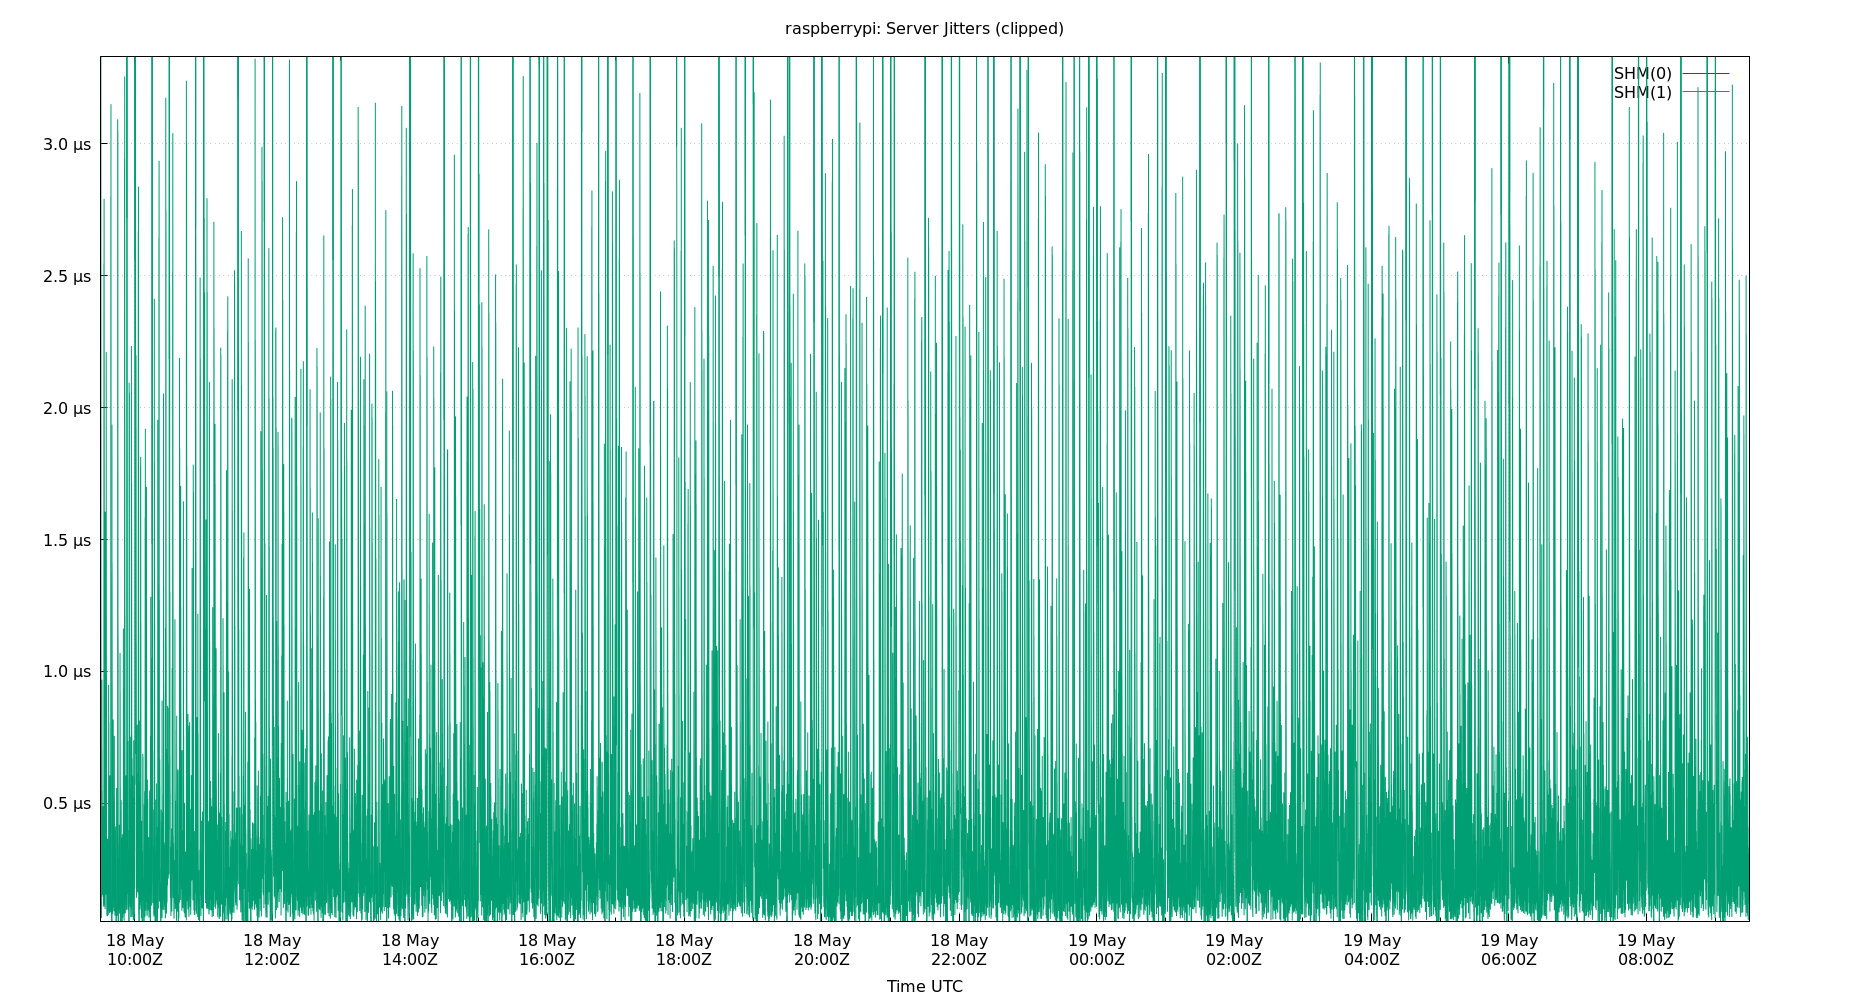 raspberrypi: Server Jitters (clipped)
SHM(0)
SHM(1)
3.0 µs
2.5 µs
2.0 µs
1.5 µs
1.0 µs
0.5 µs
18 May 18 May 18 May 18 May 18 May 18 May 18 May 19 May 19 May 19 May 19 May 19 May
10:00Z 12:00Z 14:00Z 16:00Z 18:00Z 20:00Z 22:00Z 00:00Z 02:00Z 04:00Z 06:00Z 08:00Z
Time UTC